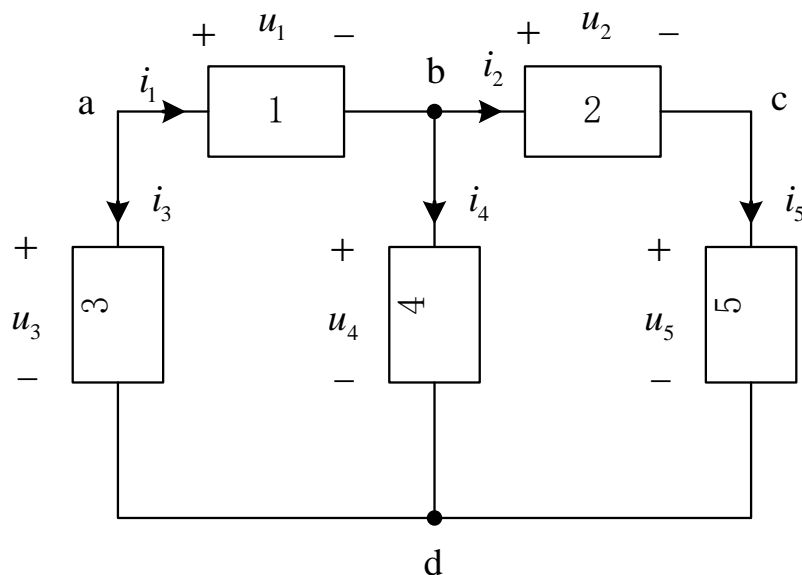 + u₁ − + u₂ −
a i₁ 1 b i₂ 2 c
i₃ i₄ i₅
+ + +
u₃ 3 u₄ 4 u₅ 5
− − −
d